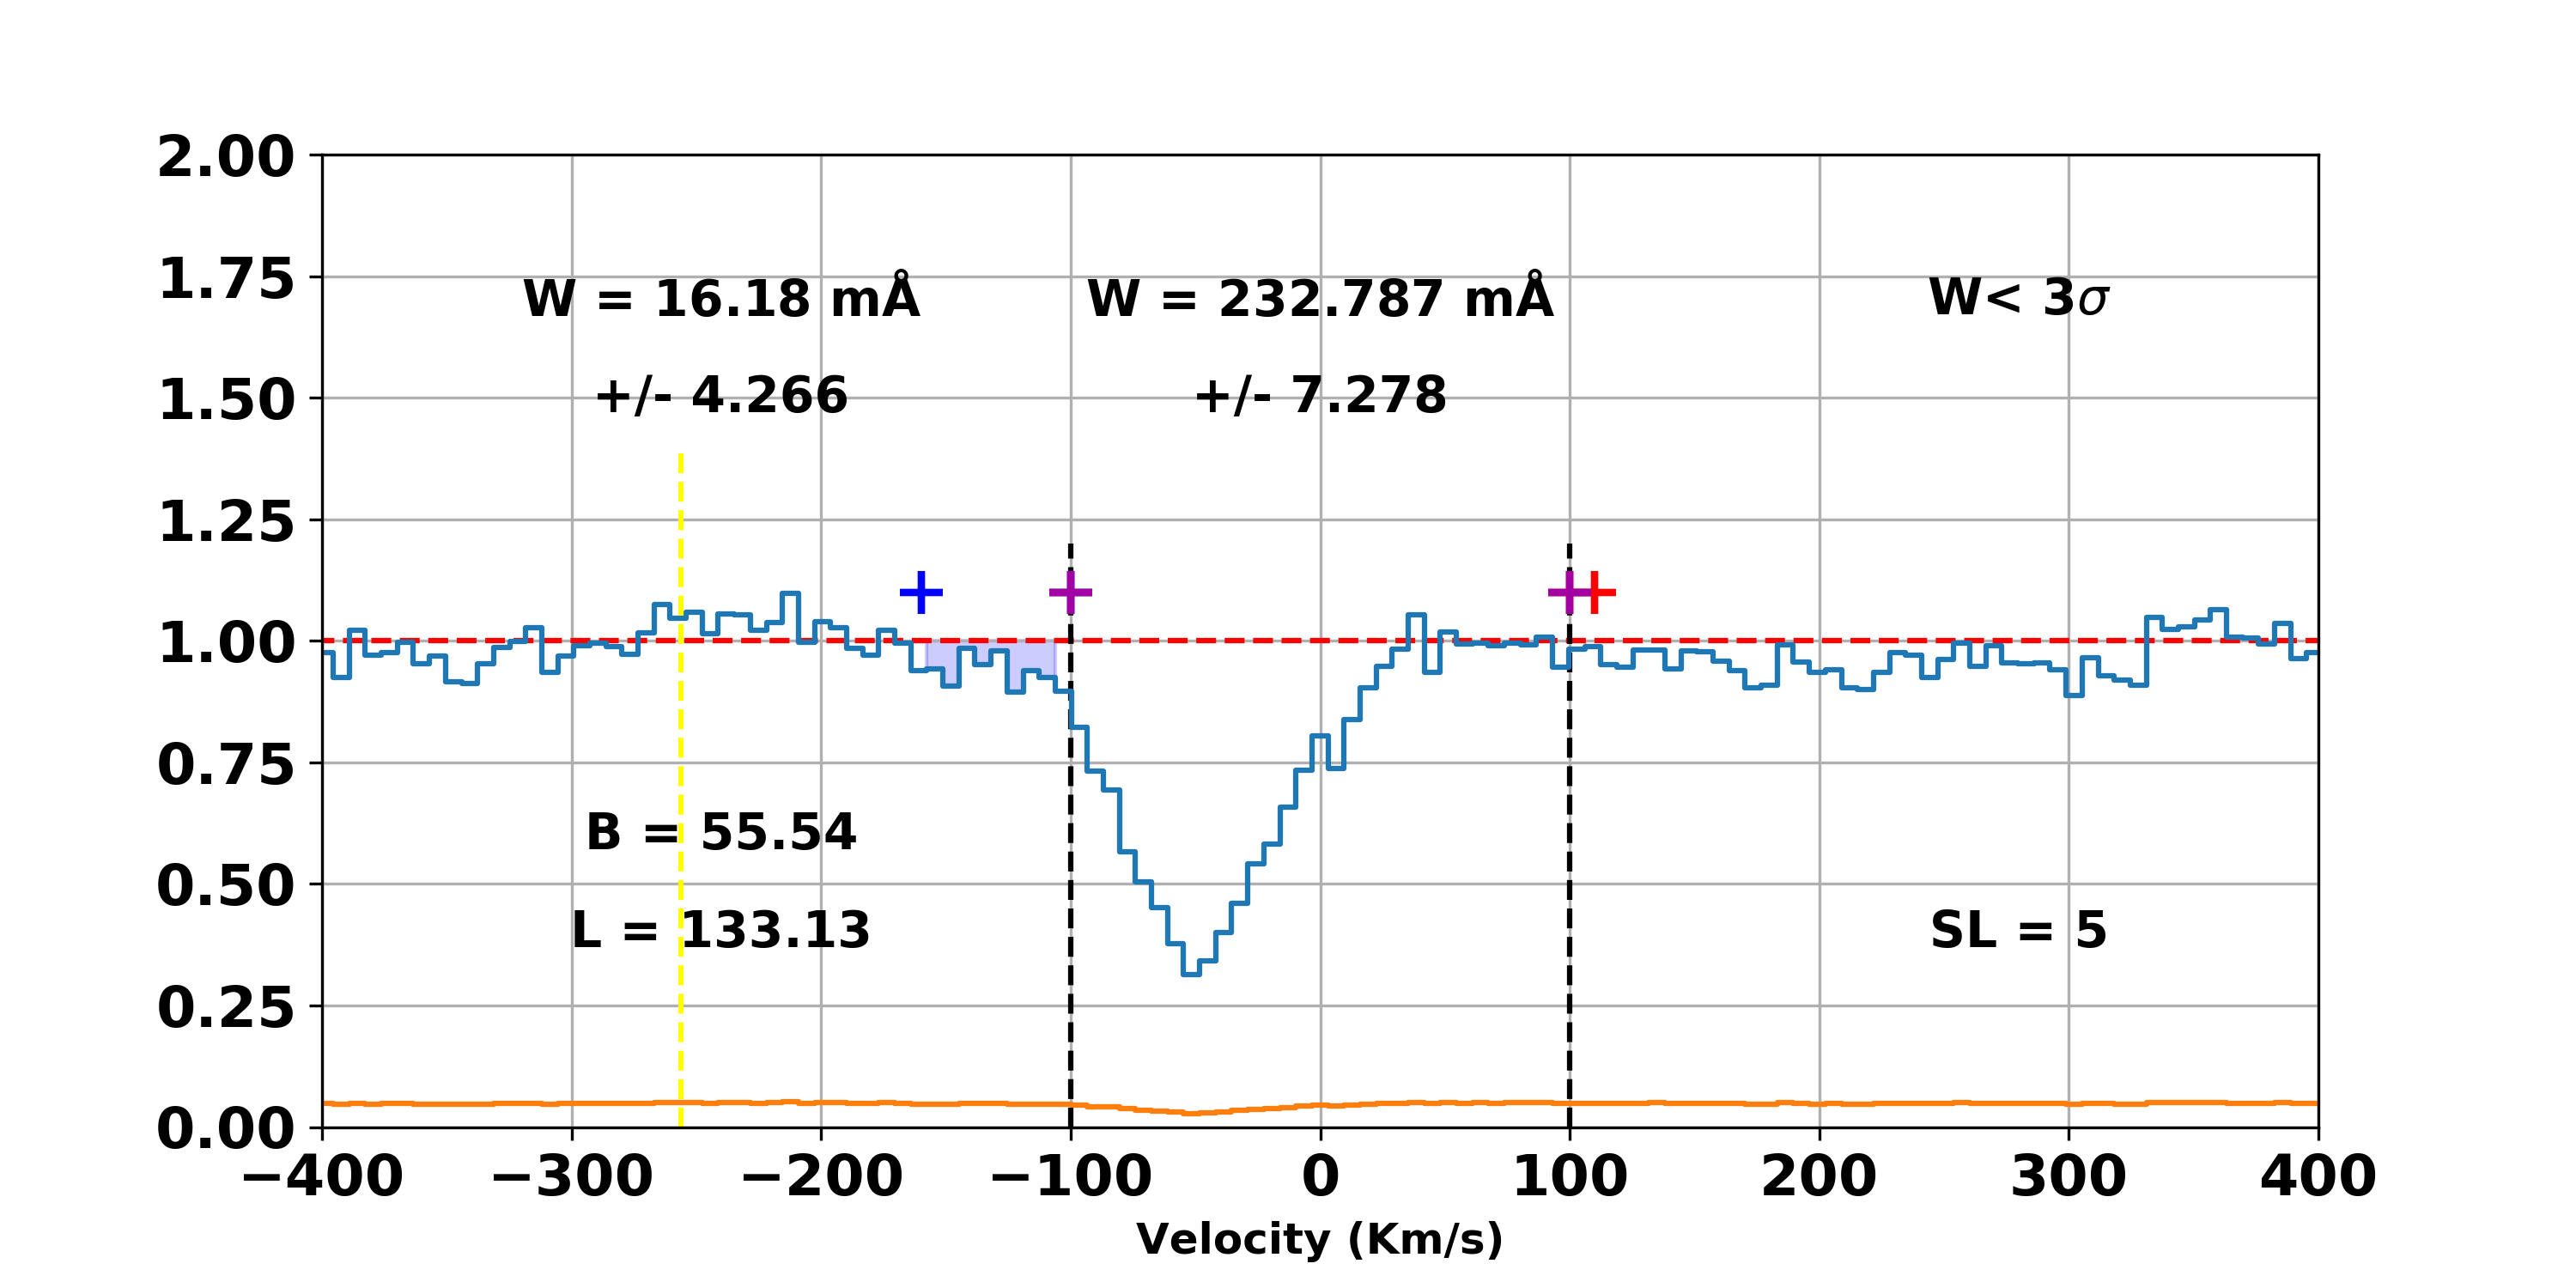 2.00
1.75
1.50
1.25
1.00
0.75
0.50
0.25
0.00
W = 16.18 mÅ
+/- 4.266
W = 232.787 mÅ
+/- 7.278
W< 3σ
B = 55.54
L = 133.13
SL = 5
−400 −300 −200 −100 0 100 200 300 400
Velocity (Km/s)